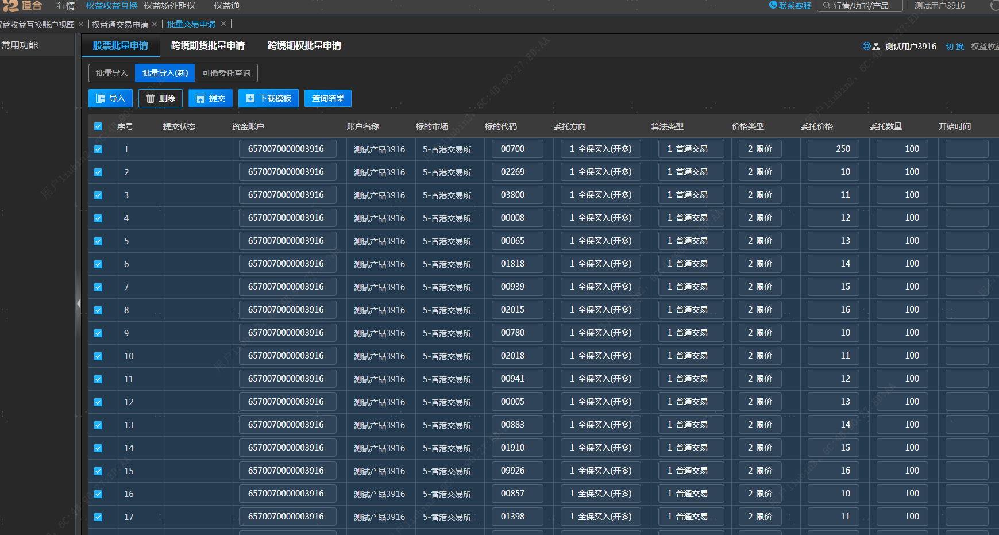 道合 行情 权益收益互换 权益场外期权 权益通 联系客服 行情/功能/产品 测试用户3916
权益收益互换账户视图 × 权益通交易申请 × 批量交易申请 ×
常用功能 股票批量申请 跨境期货批量申请 跨境期权批量申请 测试用户3916 切换 权益收益
批量导入 批量导入(新) 可撤委托查询
导入 删除 提交 下载模板 查询结果
序号 提交状态 资金账户 账户名称 标的市场 标的代码 委托方向 算法类型 价格类型 委托价格 委托数量 开始时间
1 6570070000003916 测试产品3916 5-香港交易所 00700 1-全保买入(开多) 1-普通交易 2-限价 250 100
2 6570070000003916 测试产品3916 5-香港交易所 02269 1-全保买入(开多) 1-普通交易 2-限价 10 100
3 6570070000003916 测试产品3916 5-香港交易所 03800 1-全保买入(开多) 1-普通交易 2-限价 11 100
4 6570070000003916 测试产品3916 5-香港交易所 00008 1-全保买入(开多) 1-普通交易 2-限价 12 100
5 6570070000003916 测试产品3916 5-香港交易所 00065 1-全保买入(开多) 1-普通交易 2-限价 13 100
6 6570070000003916 测试产品3916 5-香港交易所 01818 1-全保买入(开多) 1-普通交易 2-限价 14 100
7 6570070000003916 测试产品3916 5-香港交易所 00939 1-全保买入(开多) 1-普通交易 2-限价 15 100
8 6570070000003916 测试产品3916 5-香港交易所 02015 1-全保买入(开多) 1-普通交易 2-限价 16 100
9 6570070000003916 测试产品3916 5-香港交易所 00780 1-全保买入(开多) 1-普通交易 2-限价 10 100
10 6570070000003916 测试产品3916 5-香港交易所 02018 1-全保买入(开多) 1-普通交易 2-限价 11 100
11 6570070000003916 测试产品3916 5-香港交易所 00941 1-全保买入(开多) 1-普通交易 2-限价 12 100
12 6570070000003916 测试产品3916 5-香港交易所 00005 1-全保买入(开多) 1-普通交易 2-限价 13 100
13 6570070000003916 测试产品3916 5-香港交易所 00883 1-全保买入(开多) 1-普通交易 2-限价 14 100
14 6570070000003916 测试产品3916 5-香港交易所 01910 1-全保买入(开多) 1-普通交易 2-限价 15 100
15 6570070000003916 测试产品3916 5-香港交易所 09926 1-全保买入(开多) 1-普通交易 2-限价 16 100
16 6570070000003916 测试产品3916 5-香港交易所 00857 1-全保买入(开多) 1-普通交易 2-限价 10 100
17 6570070000003916 测试产品3916 5-香港交易所 01398 1-全保买入(开多) 1-普通交易 2-限价 11 100
用户liubin2, 6C:4B:90:27:ED:AA